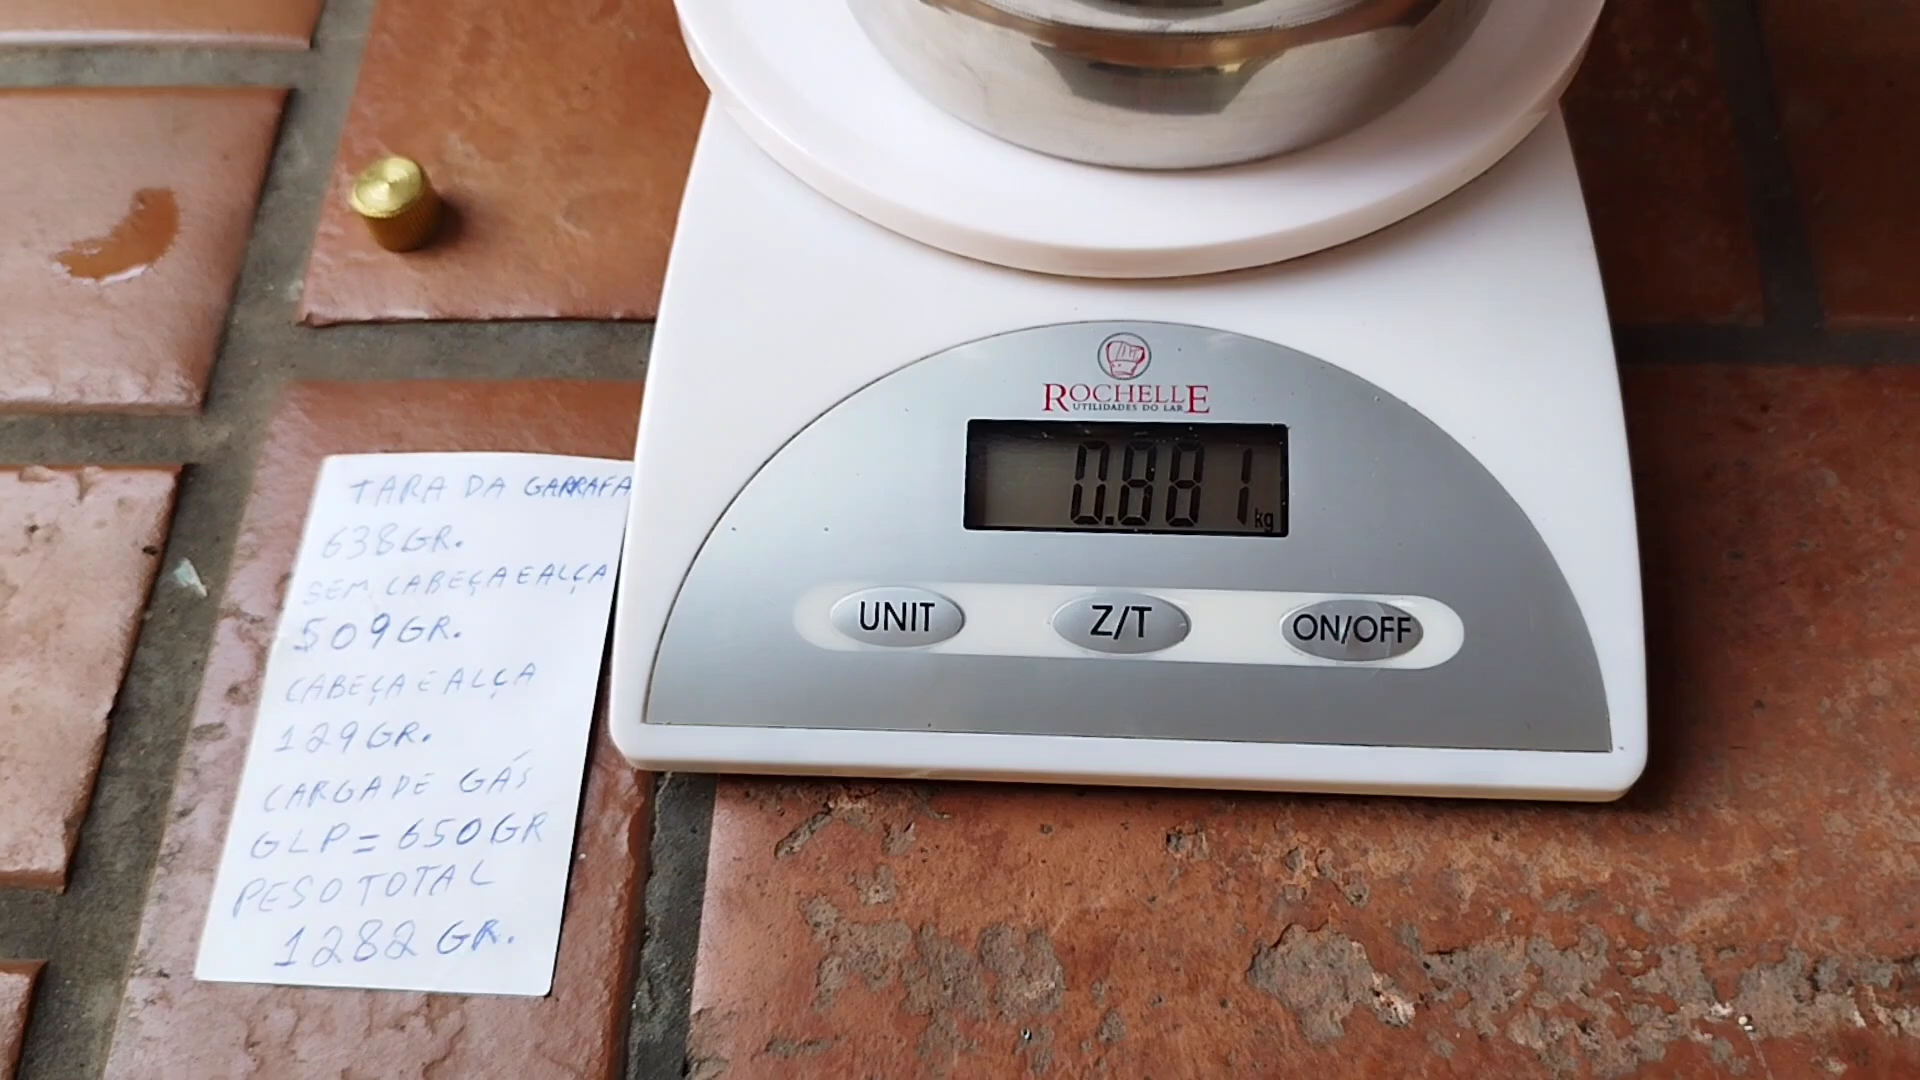 TARA DA GARRAFA
638GR.
SEM CABEÇA E ALÇA
509GR.
CABEÇA E ALÇA
129GR.
CARGA DE GÁS
GLP = 650GR
PESO TOTAL
1282 GR.
ROCHELLE
UTILIDADES DO LAR
0.881 kg
UNIT Z/T ON/OFF